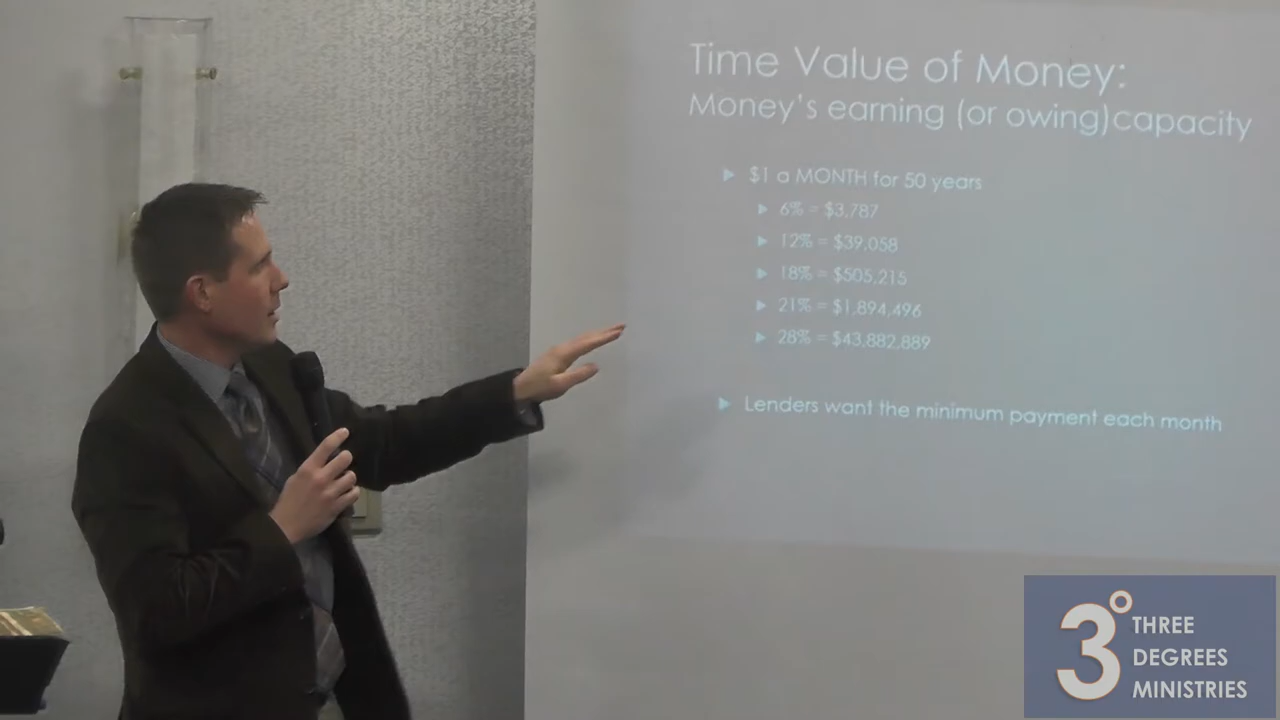 Time Value of Money:
Money's earning (or owing)capacity
$1 a MONTH for 50 years
6% = $3,787
12% = $39,058
18% = $505,215
21% = $1,894,496
28% = $43,882,889
Lenders want the minimum payment each month
3°
THREE
DEGREES
MINISTRIES